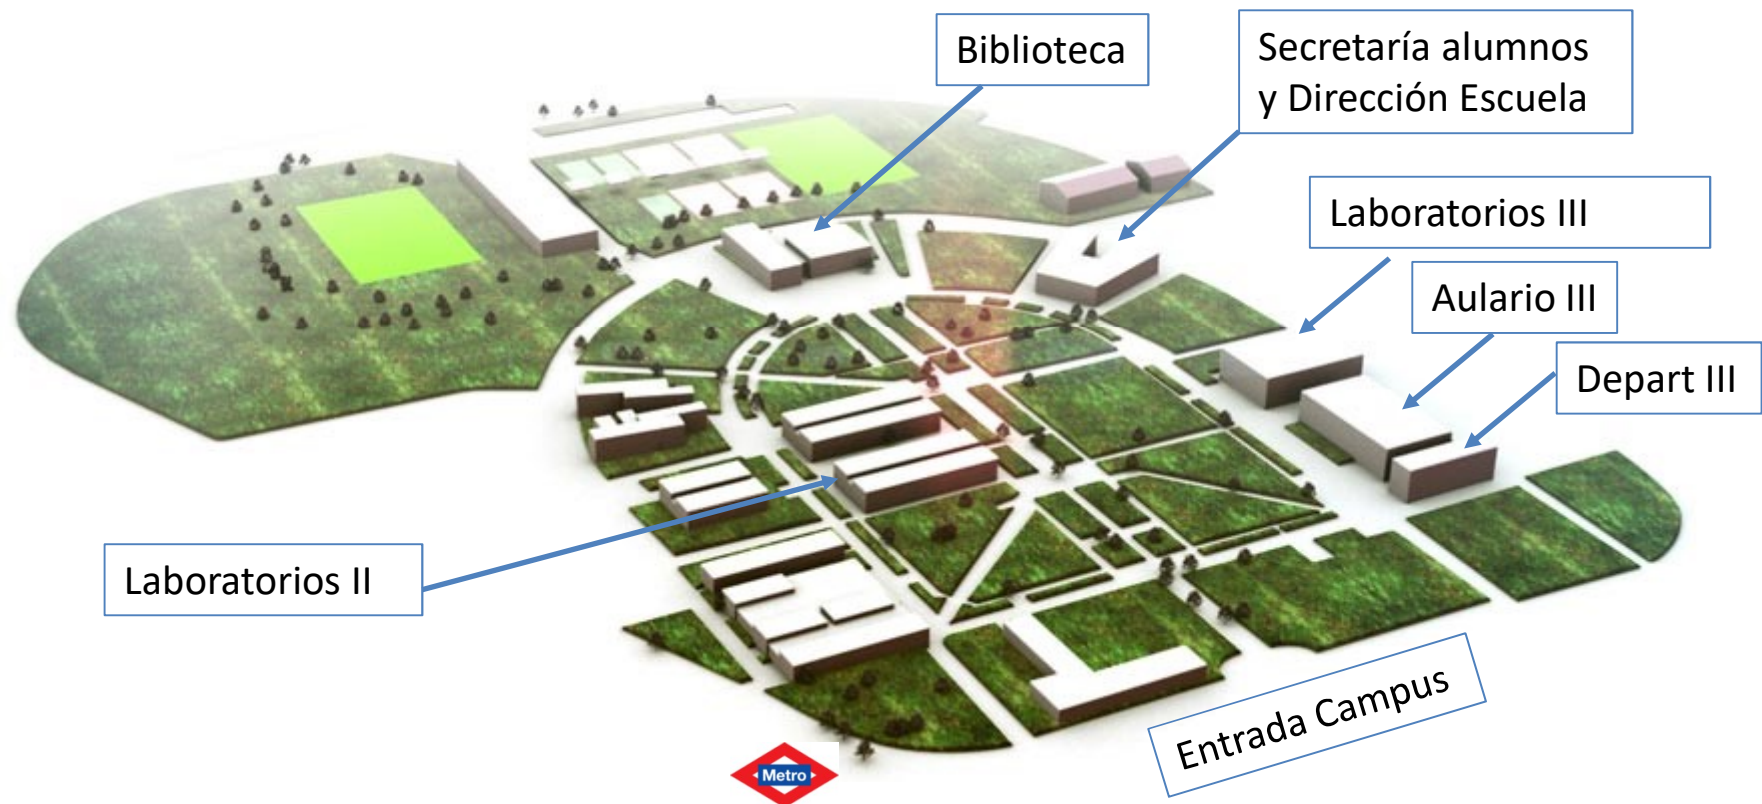 Biblioteca
Secretaría alumnos
y Dirección Escuela
Laboratorios III
Aulario III
Depart III
Laboratorios II
Entrada Campus
Metro